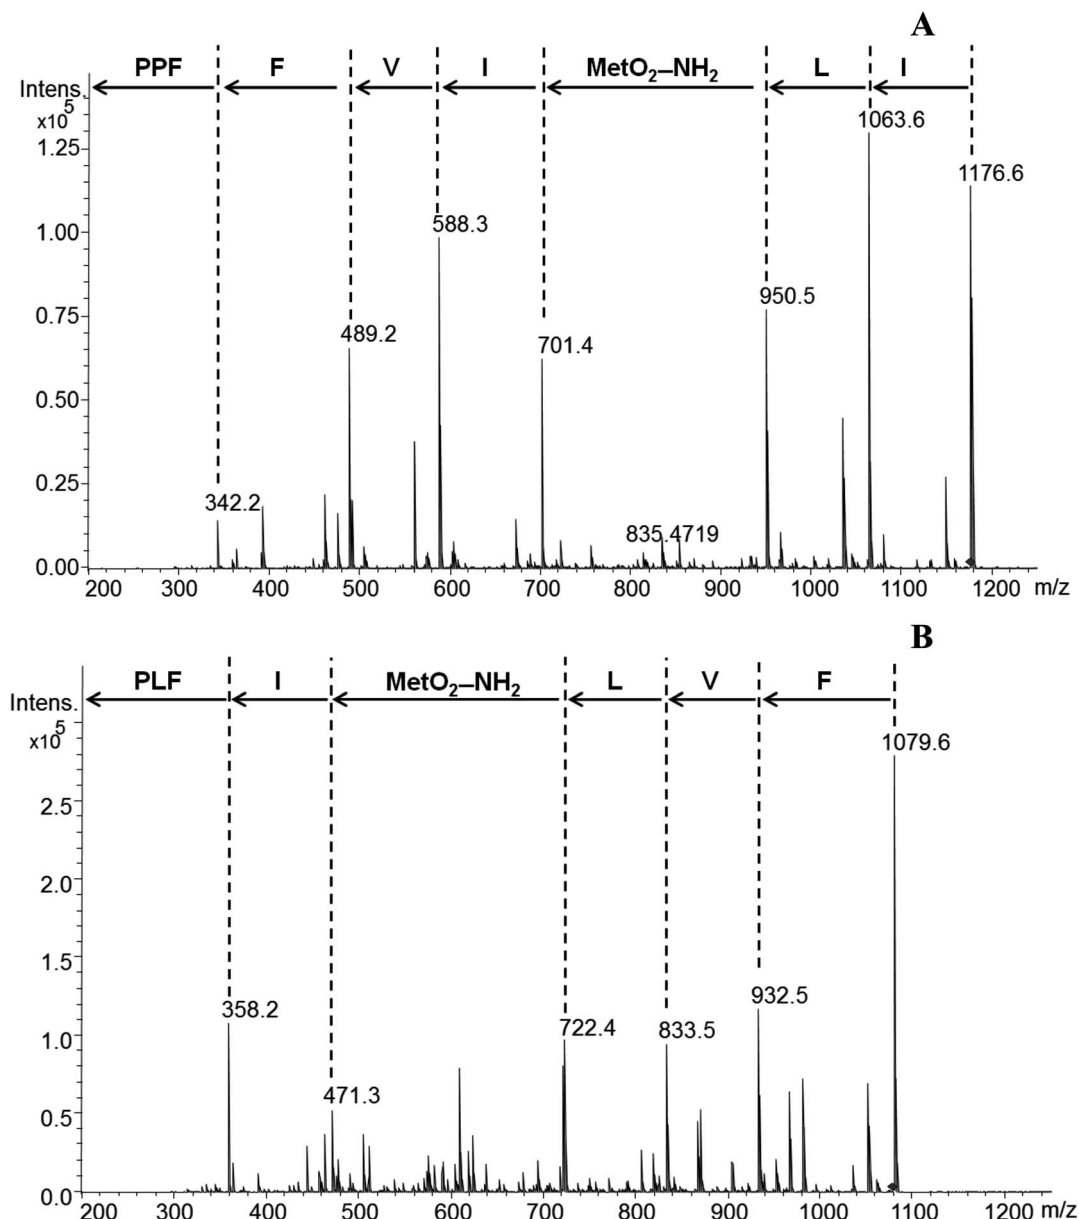 A
PPF F V I MetO₂–NH₂ L I
Intens.
x10⁵
1063.6
1.25
1176.6
1.00
588.3
950.5
0.75
489.2
701.4
0.50
0.25
342.2
835.4719
0.00
200 300 400 500 600 700 800 900 1000 1100 1200 m/z
B
PLF I MetO₂–NH₂ L V F
Intens.
x10⁵
1079.6
2.5
2.0
1.5
932.5
358.2
722.4 833.5
1.0
471.3
0.5
0.0
200 300 400 500 600 700 800 900 1000 1100 1200 m/z